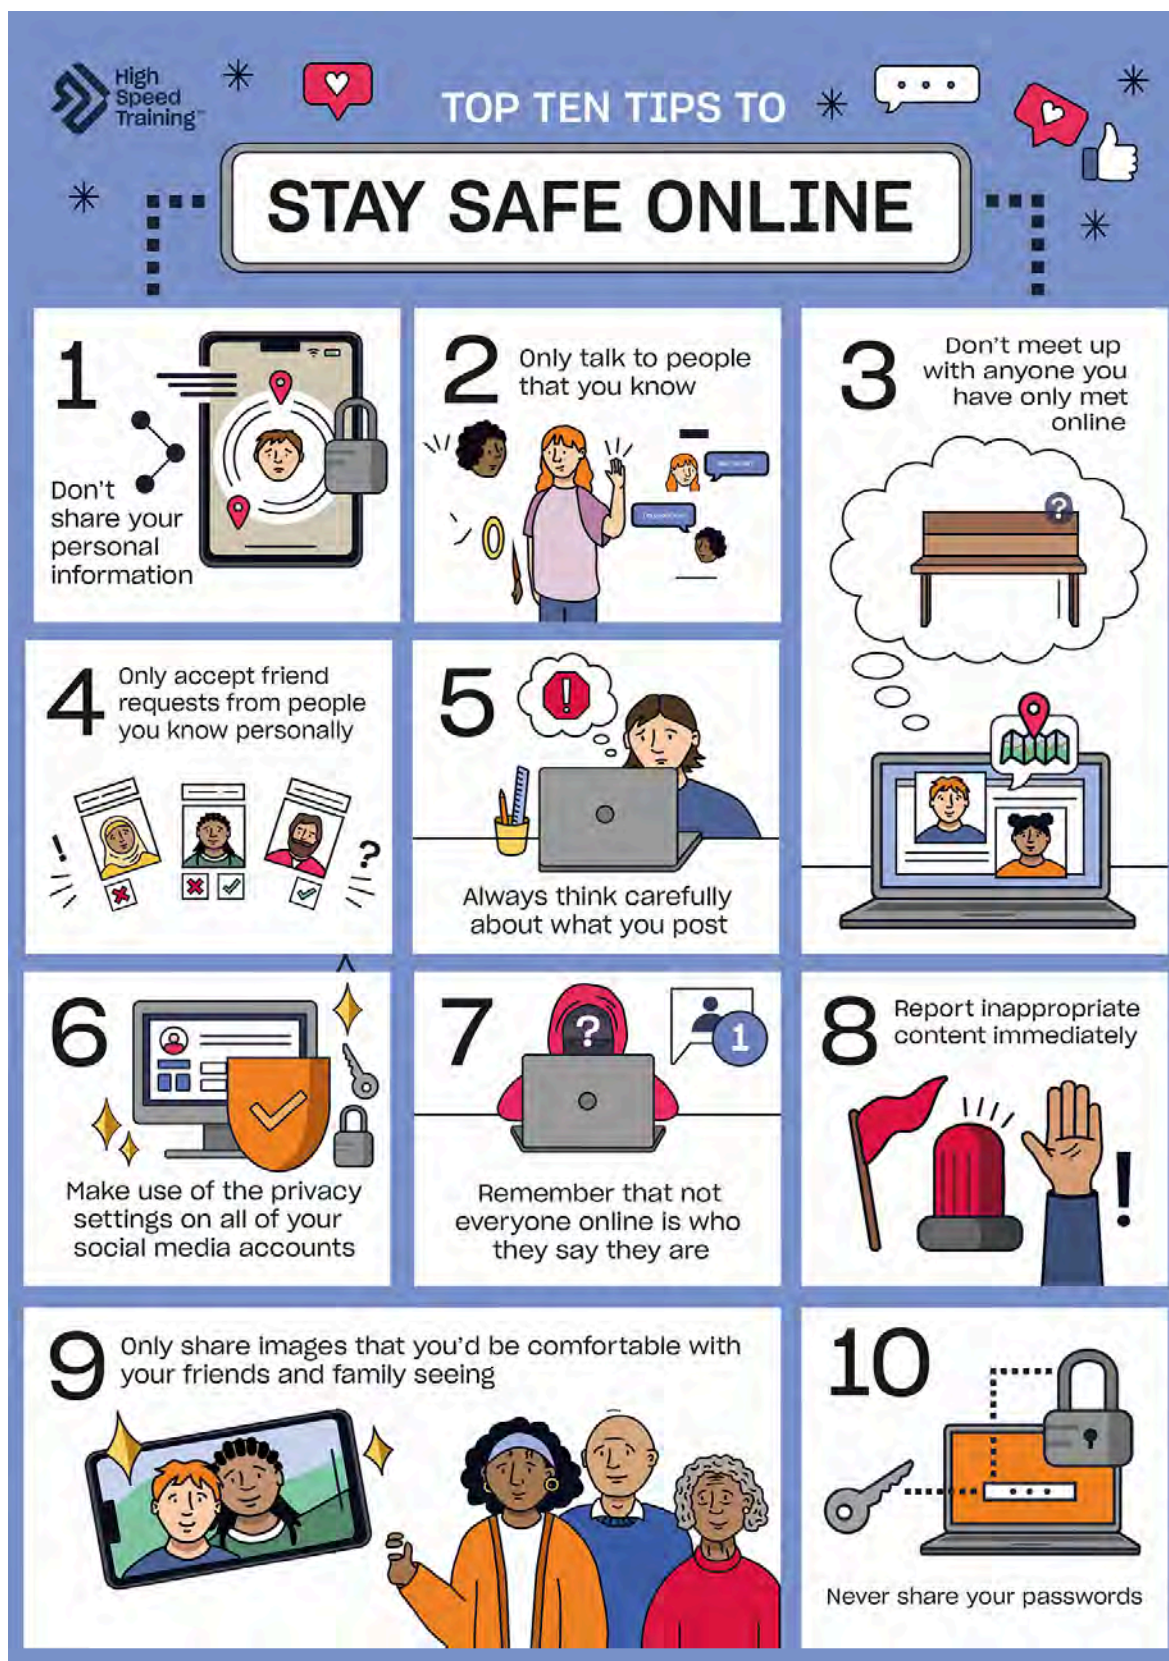 High
Speed
Training™
TOP TEN TIPS TO
STAY SAFE ONLINE
1
Don't
share your
personal
information
2
Only talk to people
that you know
3
Don't meet up
with anyone you
have only met
online
?
4
Only accept friend
requests from people
you know personally
!
?
5
!
Always think carefully
about what you post
6
Make use of the privacy
settings on all of your
social media accounts
7
?
1
Remember that not
everyone online is who
they say they are
8
Report inappropriate
content immediately
!
9
Only share images that you'd be comfortable with
your friends and family seeing
10
Never share your passwords